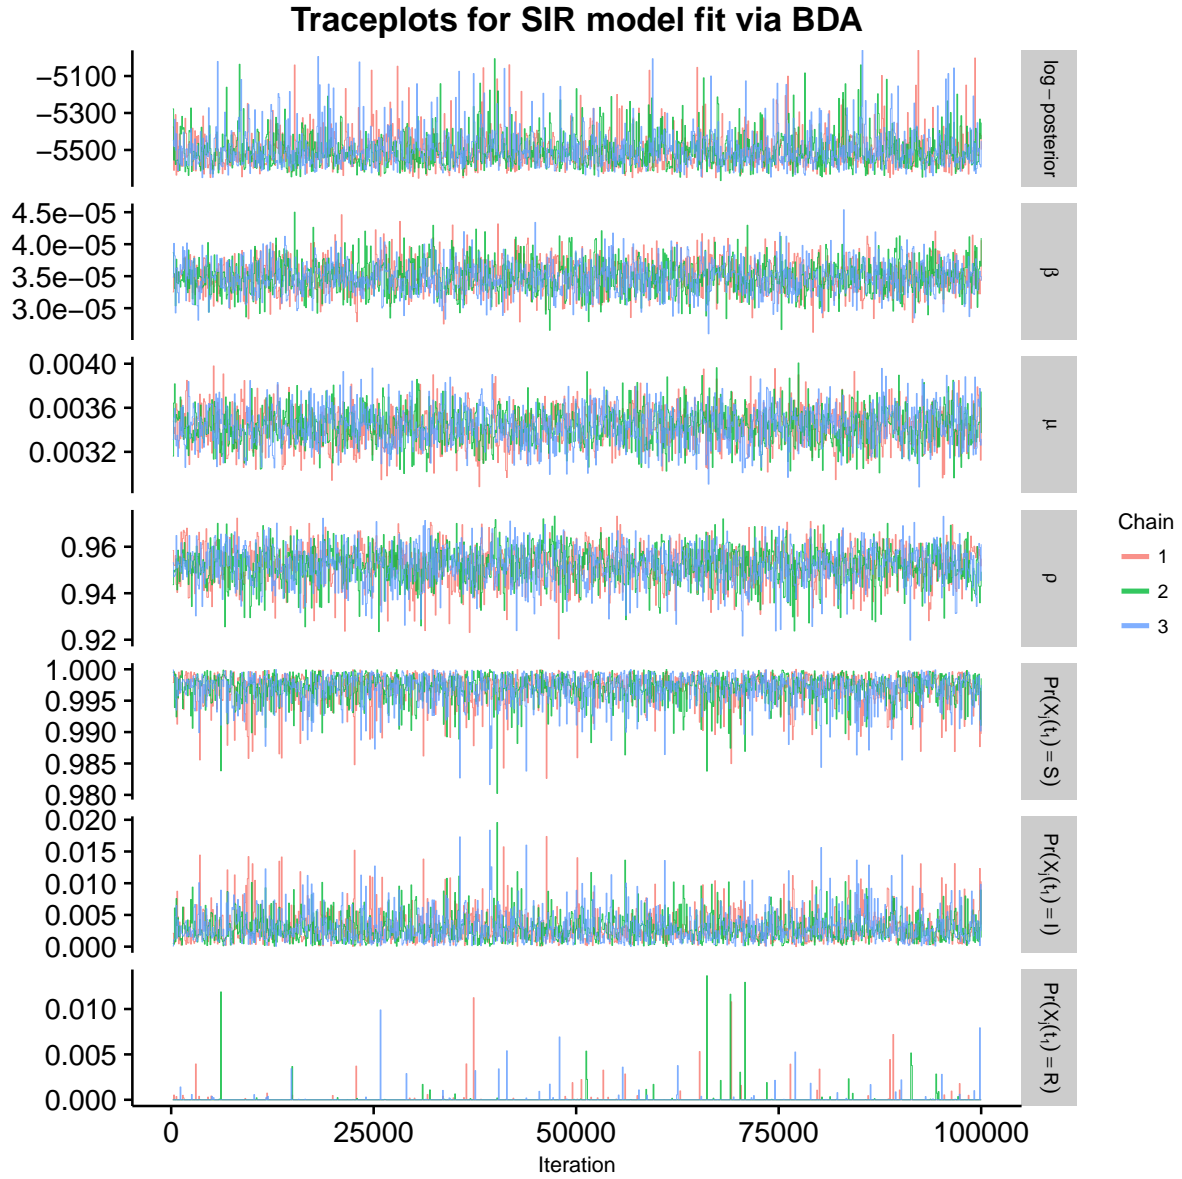 Traceplots for SIR model fit via BDA
−5100
−5300
−5500
log − posterior
4.5e−05
4.0e−05
3.5e−05
3.0e−05
β
0.0040
0.0036
0.0032
μ
0.96
0.94
0.92
ρ
1.000
0.995
0.990
0.985
0.980
Pr(Xj(t1) = S)
0.020
0.015
0.010
0.005
0.000
Pr(Xj(t1) = I)
0.010
0.005
0.000
Pr(Xj(t1) = R)
0
25000
50000
75000
100000
Iteration
Chain
1
2
3